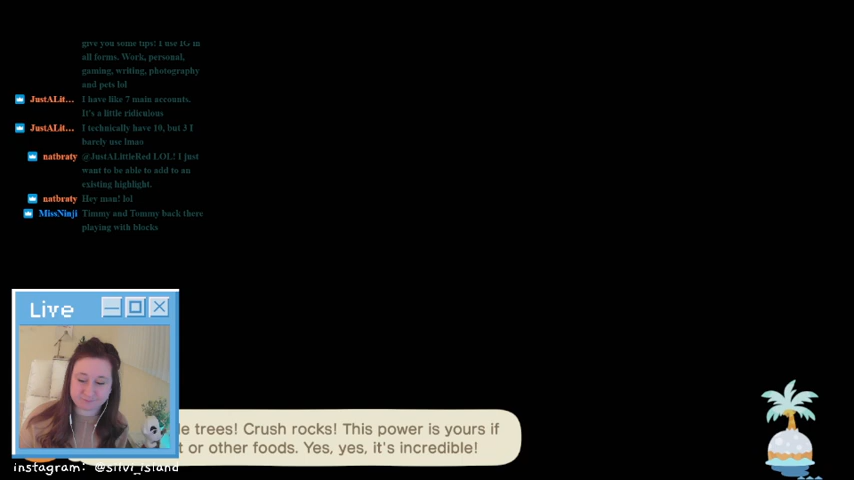 give you some tips! I use IG in
all forms. Work, personal,
gaming, writing, photography
and pets lol
JustALit... I have like 7 main accounts.
It's a little ridiculous
JustALit... I technically have 10, but 3 I
barely use lmao
natbraty @JustALittleRed LOL! I just
want to be able to add to an
existing highlight.
natbraty Hey man! lol
MissNinji Timmy and Tommy back there
playing with blocks
Live
le trees! Crush rocks! This power is yours if
t or other foods. Yes, yes, it's incredible!
instagram: @silvi_island